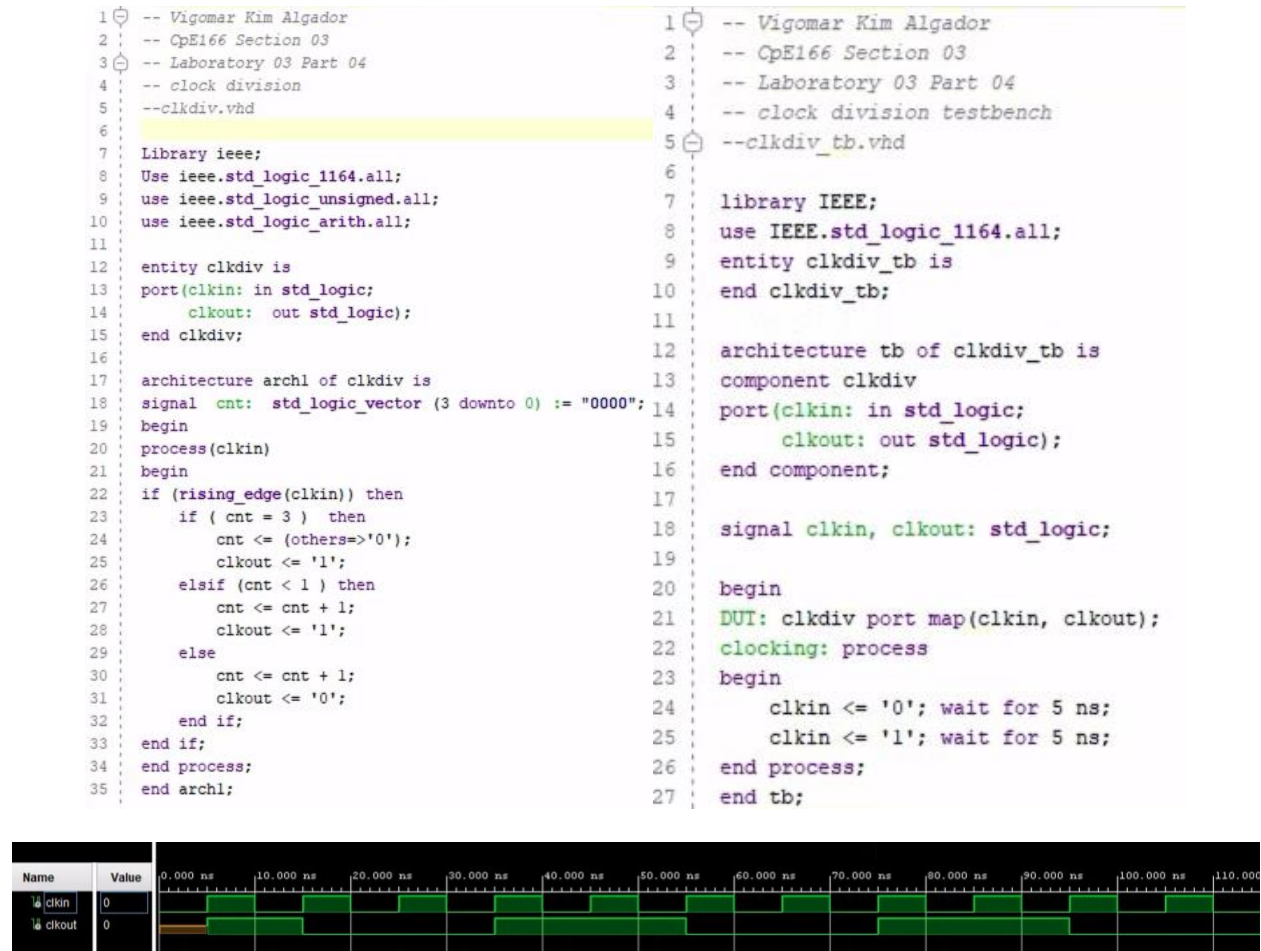 1 -- Vigomar Kim Algador
2 -- CpE166 Section 03
3 -- Laboratory 03 Part 04
4 -- clock division
5 --clkdiv.vhd
6
7 Library ieee;
8 Use ieee.std_logic_1164.all;
9 use ieee.std_logic_unsigned.all;
10 use ieee.std_logic_arith.all;
11
12 entity clkdiv is
13 port(clkin: in std_logic;
14 clkout: out std_logic);
15 end clkdiv;
16
17 architecture arch1 of clkdiv is
18 signal cnt: std_logic_vector (3 downto 0) := "0000";
19 begin
20 process(clkin)
21 begin
22 if (rising_edge(clkin)) then
23 if ( cnt = 3 ) then
24 cnt <= (others=>'0');
25 clkout <= '1';
26 elsif (cnt < 1 ) then
27 cnt <= cnt + 1;
28 clkout <= '1';
29 else
30 cnt <= cnt + 1;
31 clkout <= '0';
32 end if;
33 end if;
34 end process;
35 end arch1;
1 -- Vigomar Kim Algador
2 -- CpE166 Section 03
3 -- Laboratory 03 Part 04
4 -- clock division testbench
5 --clkdiv_tb.vhd
6
7 library IEEE;
8 use IEEE.std_logic_1164.all;
9 entity clkdiv_tb is
10 end clkdiv_tb;
11
12 architecture tb of clkdiv_tb is
13 component clkdiv
14 port(clkin: in std_logic;
15 clkout: out std_logic);
16 end component;
17
18 signal clkin, clkout: std_logic;
19
20 begin
21 DUT: clkdiv port map(clkin, clkout);
22 clocking: process
23 begin
24 clkin <= '0'; wait for 5 ns;
25 clkin <= '1'; wait for 5 ns;
26 end process;
27 end tb;
Name Value 0.000 ns 10.000 ns 20.000 ns 30.000 ns 40.000 ns 50.000 ns 60.000 ns 70.000 ns 80.000 ns 90.000 ns 100.000 ns 110.000
clkin 0
clkout 0